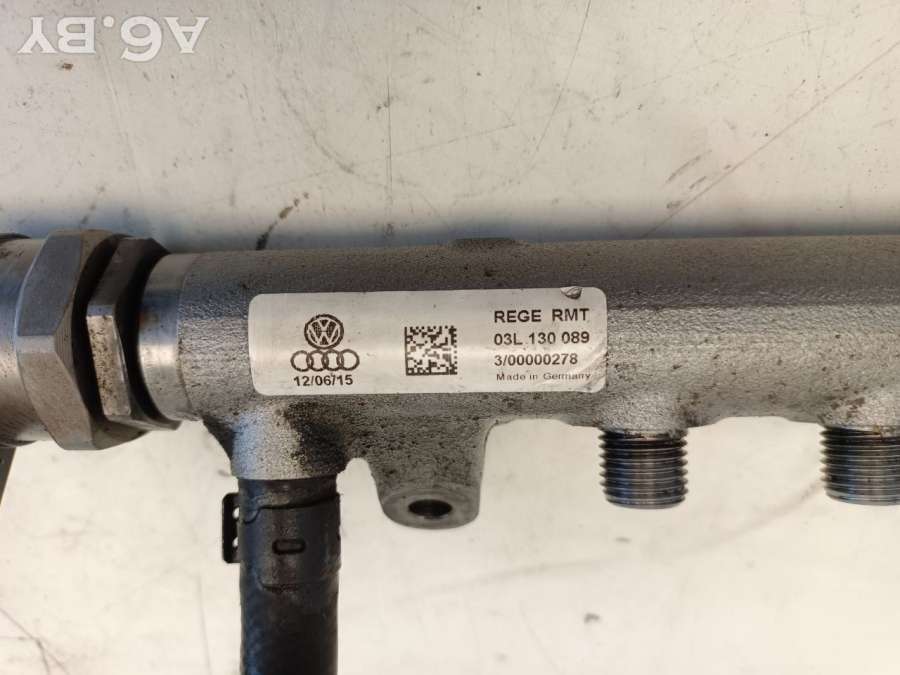 A6.BY
REGE RMT
03L 130 089
3/00000278
Made in Germany
12/06/15